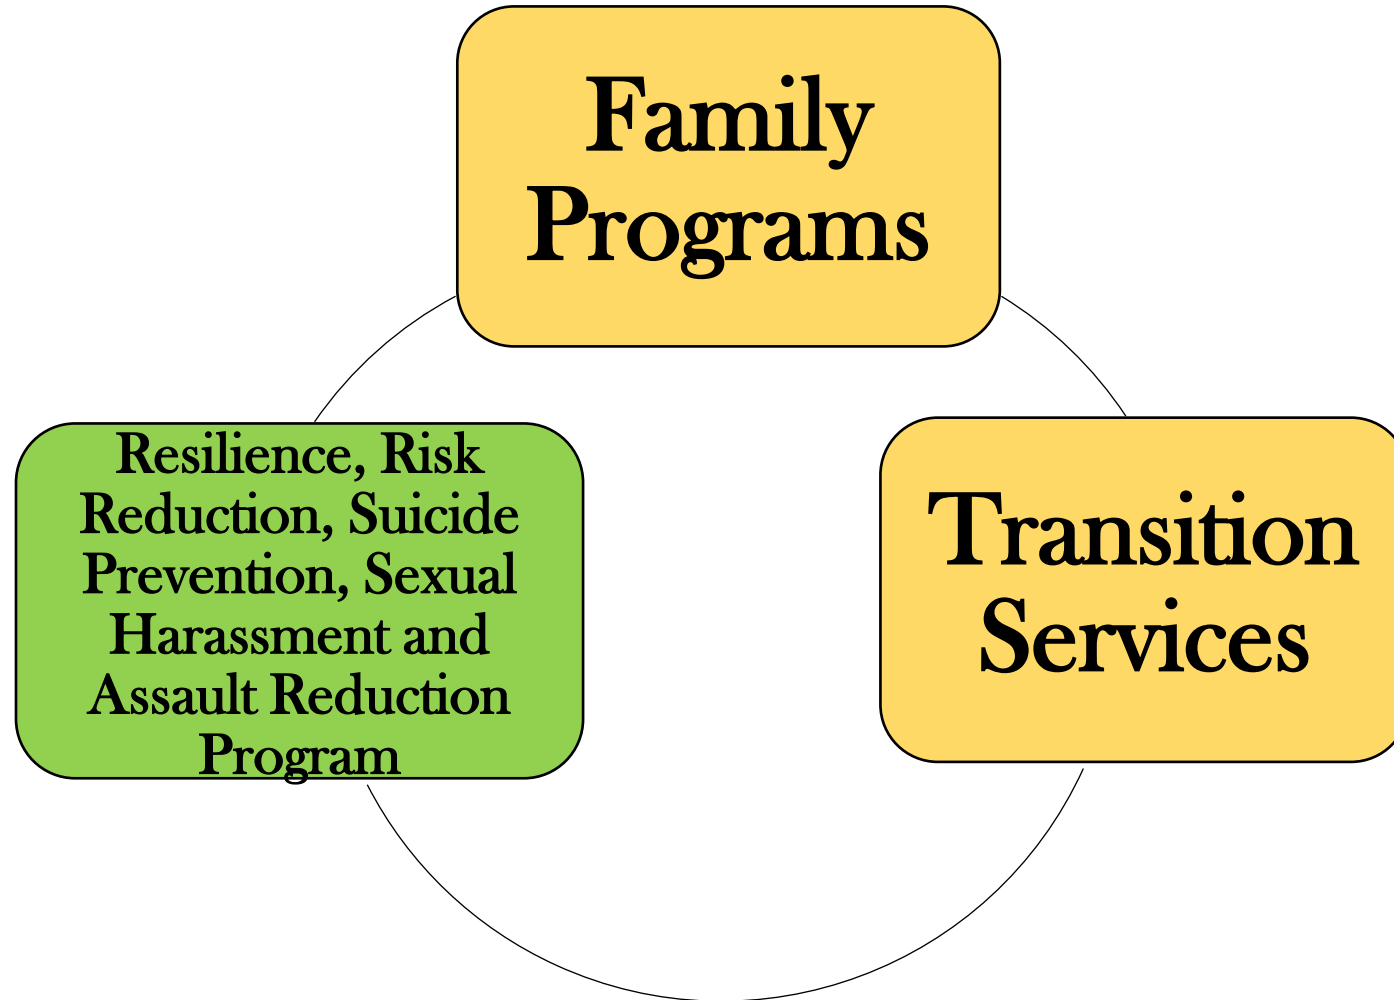 Family
Programs
Resilience, Risk
Reduction, Suicide
Prevention, Sexual
Harassment and
Assault Reduction
Program
Transition
Services